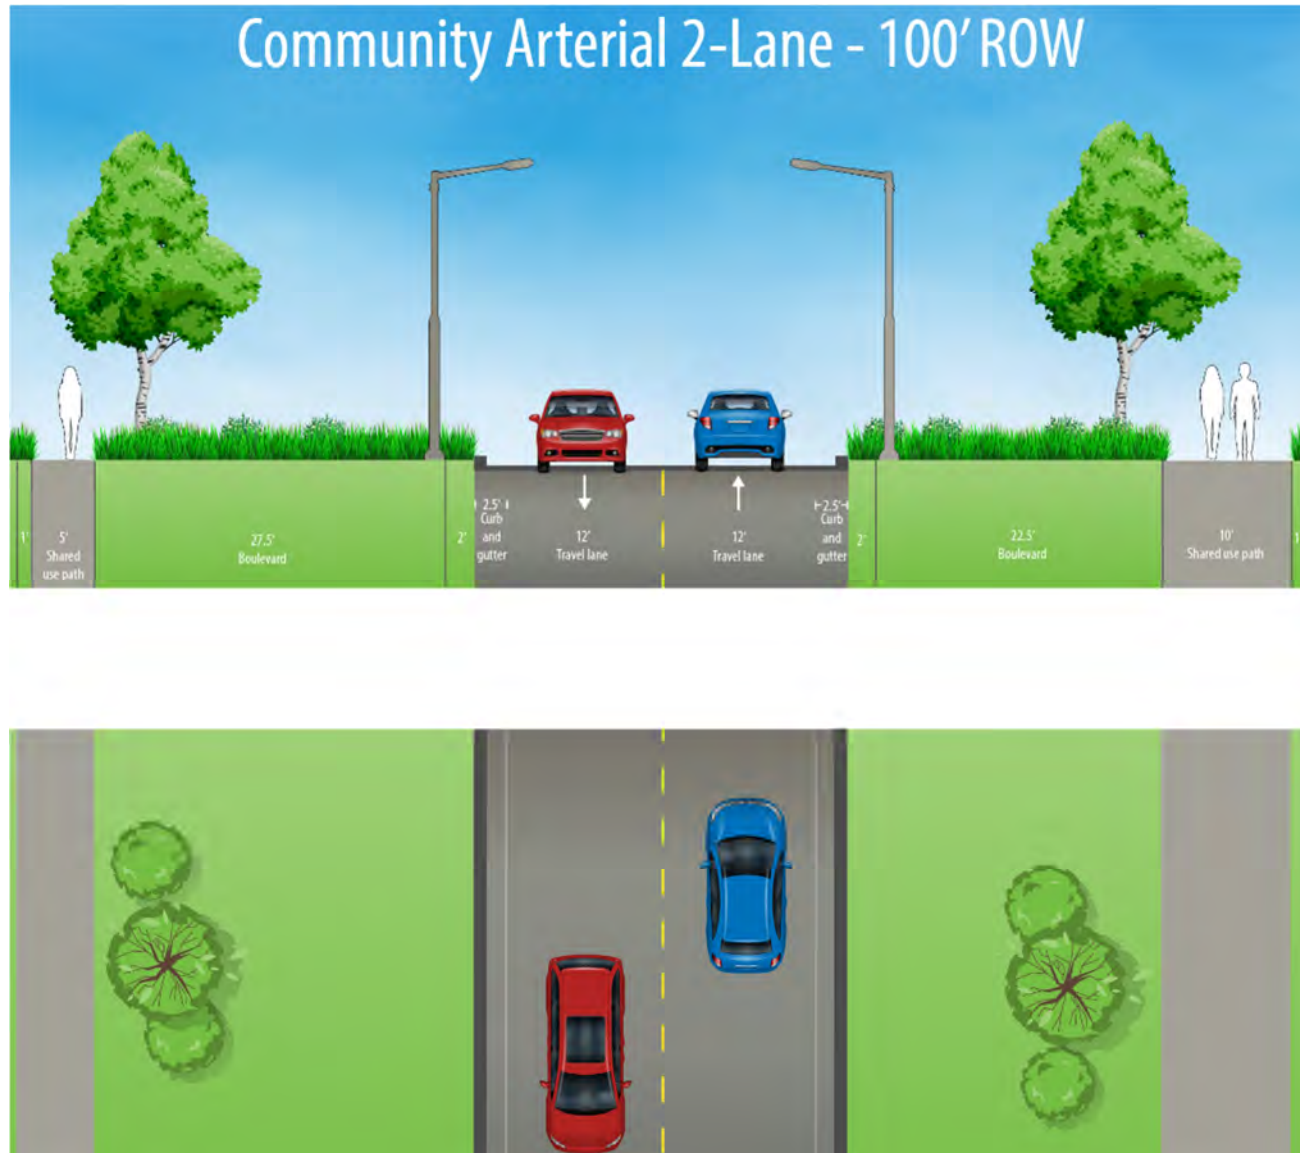 Community Arterial 2-Lane - 100' ROW
1'
5'
Shared
use path
27.5'
Boulevard
2'
2.5'
Curb
and
gutter
12'
Travel lane
12'
Travel lane
2.5'
Curb
and
gutter
2'
22.5'
Boulevard
10'
Shared use path
1